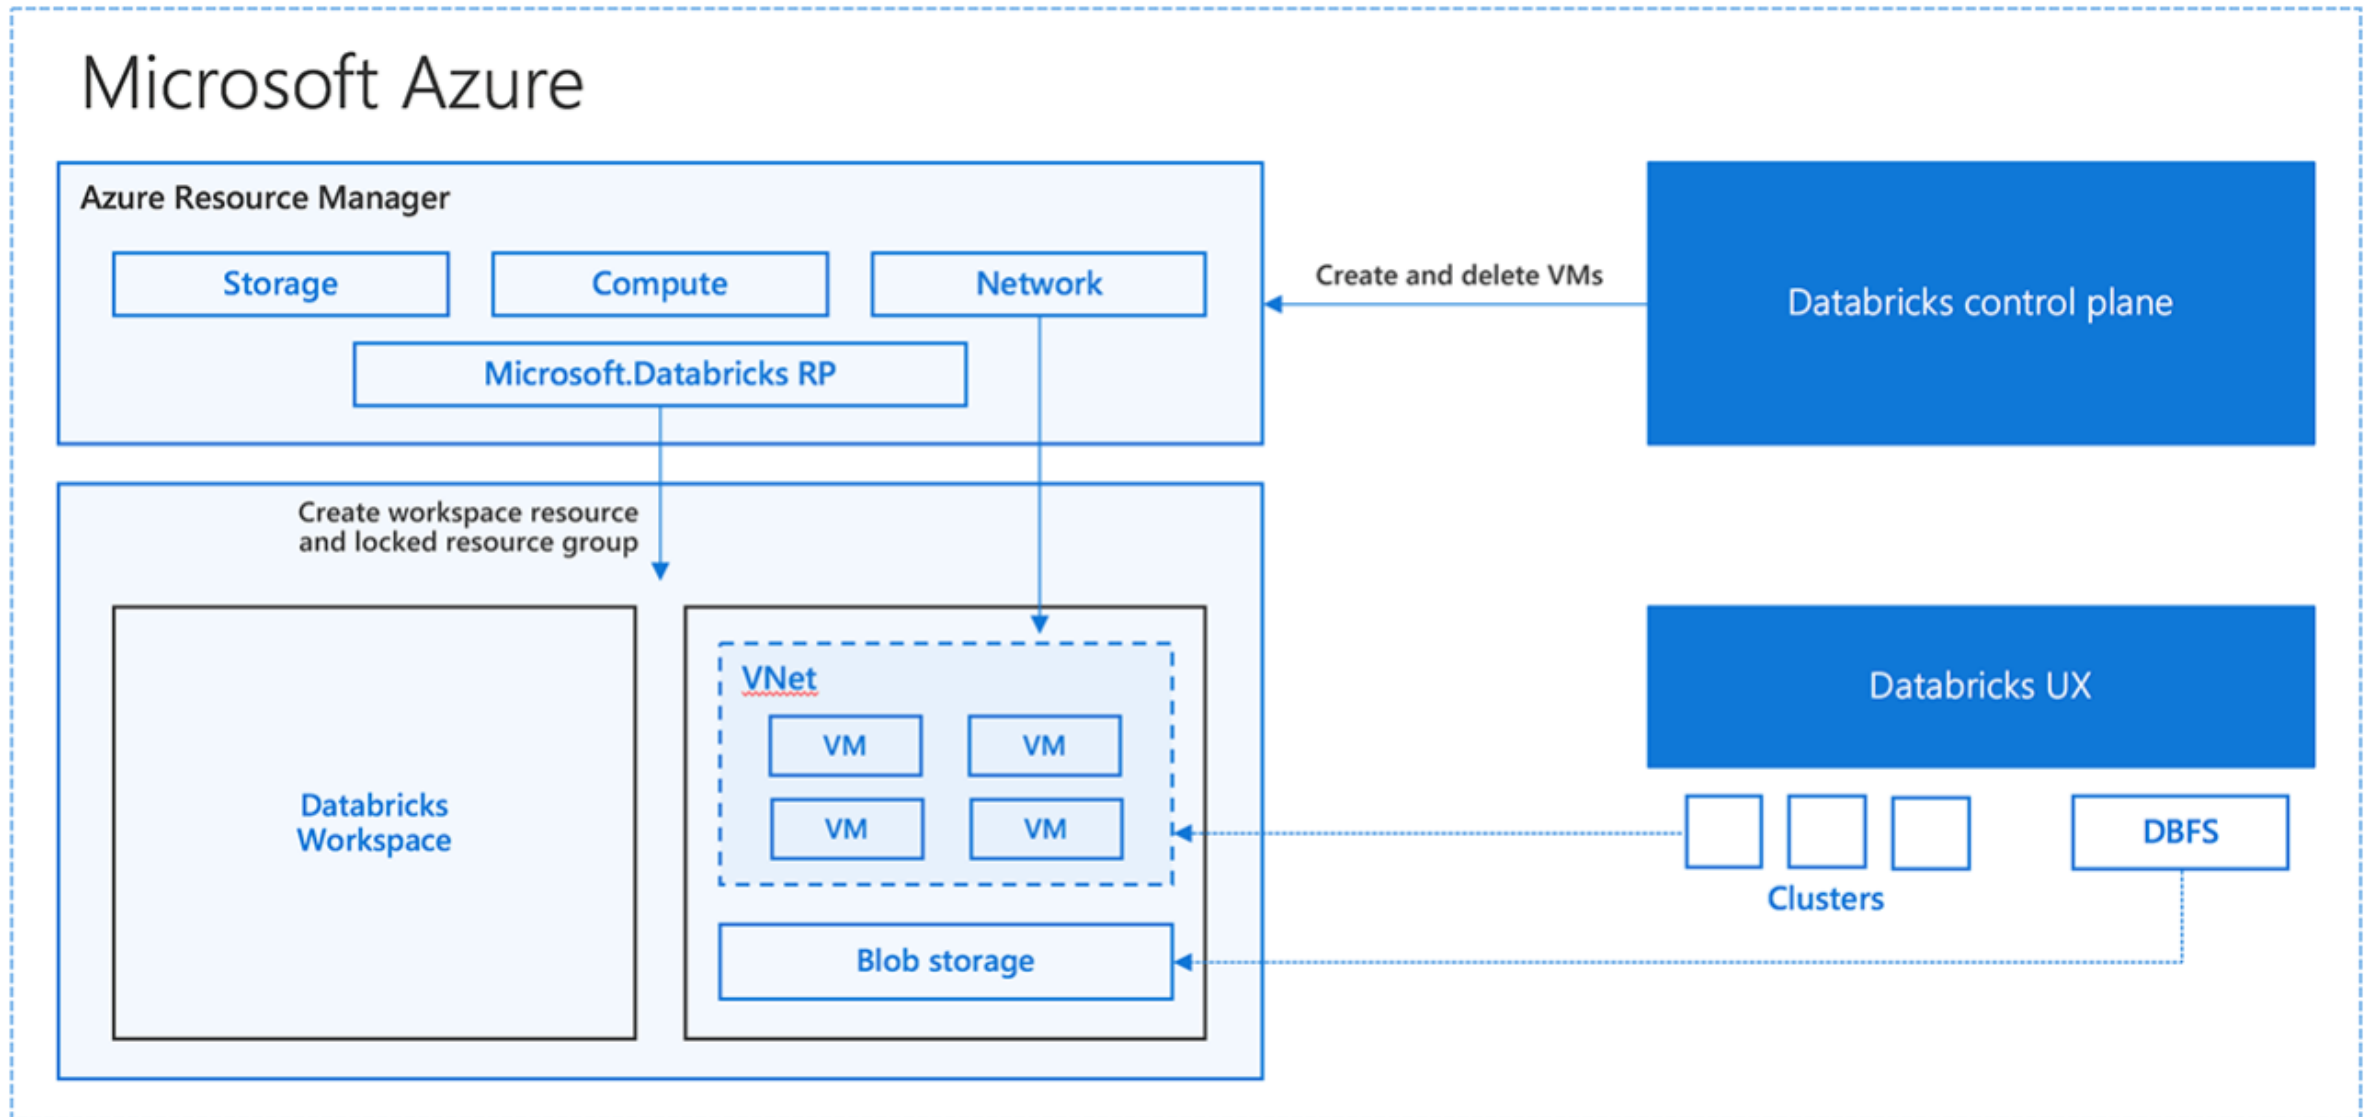 Microsoft Azure
Azure Resource Manager
Storage
Compute
Network
Microsoft.Databricks RP
Create and delete VMs
Databricks control plane
Create workspace resource
and locked resource group
Databricks
Workspace
VNet
VM
VM
VM
VM
Blob storage
Databricks UX
Clusters
DBFS